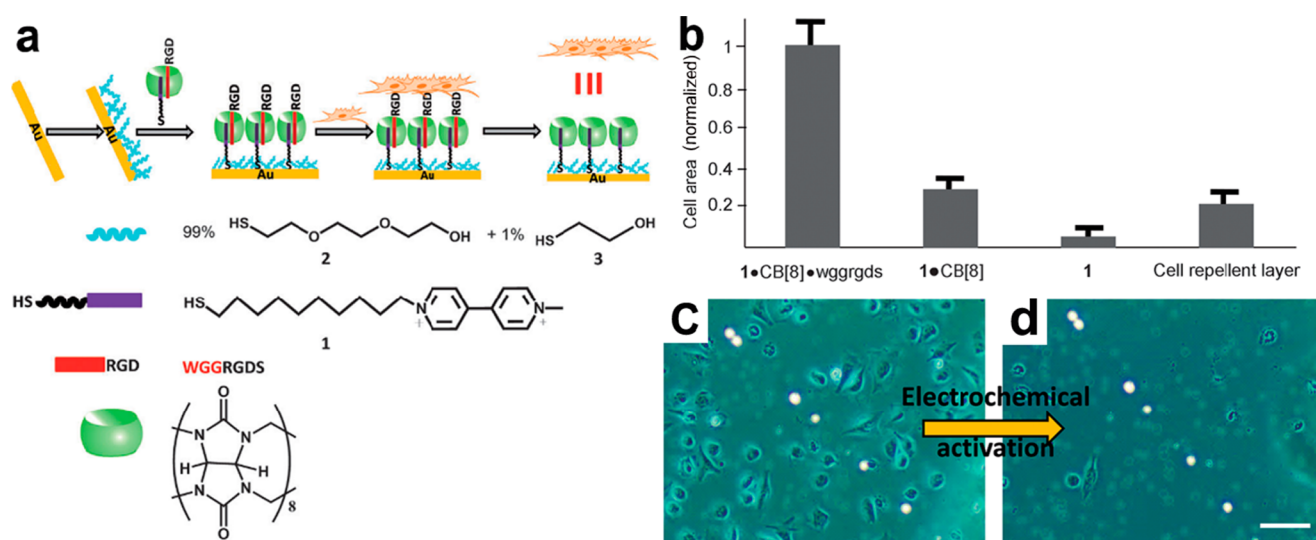 a
RGD
S
Au
Au
RGD RGD RGD
S S S
Au
RGD RGD RGD
S S S
Au
S S S
Au
99%
HS
O
O
OH
+ 1%
HS
OH
2
3
HS
HS
N
+
N
+
1
RGD
WGGRGDS
O
N N
H H
N N
O
8
b
Cell area (normalized)
1
0.8
0.6
0.4
0.2
1●CB[8]●wggrgds
1●CB[8]
1
Cell repellent layer
c
d
Electrochemical
activation